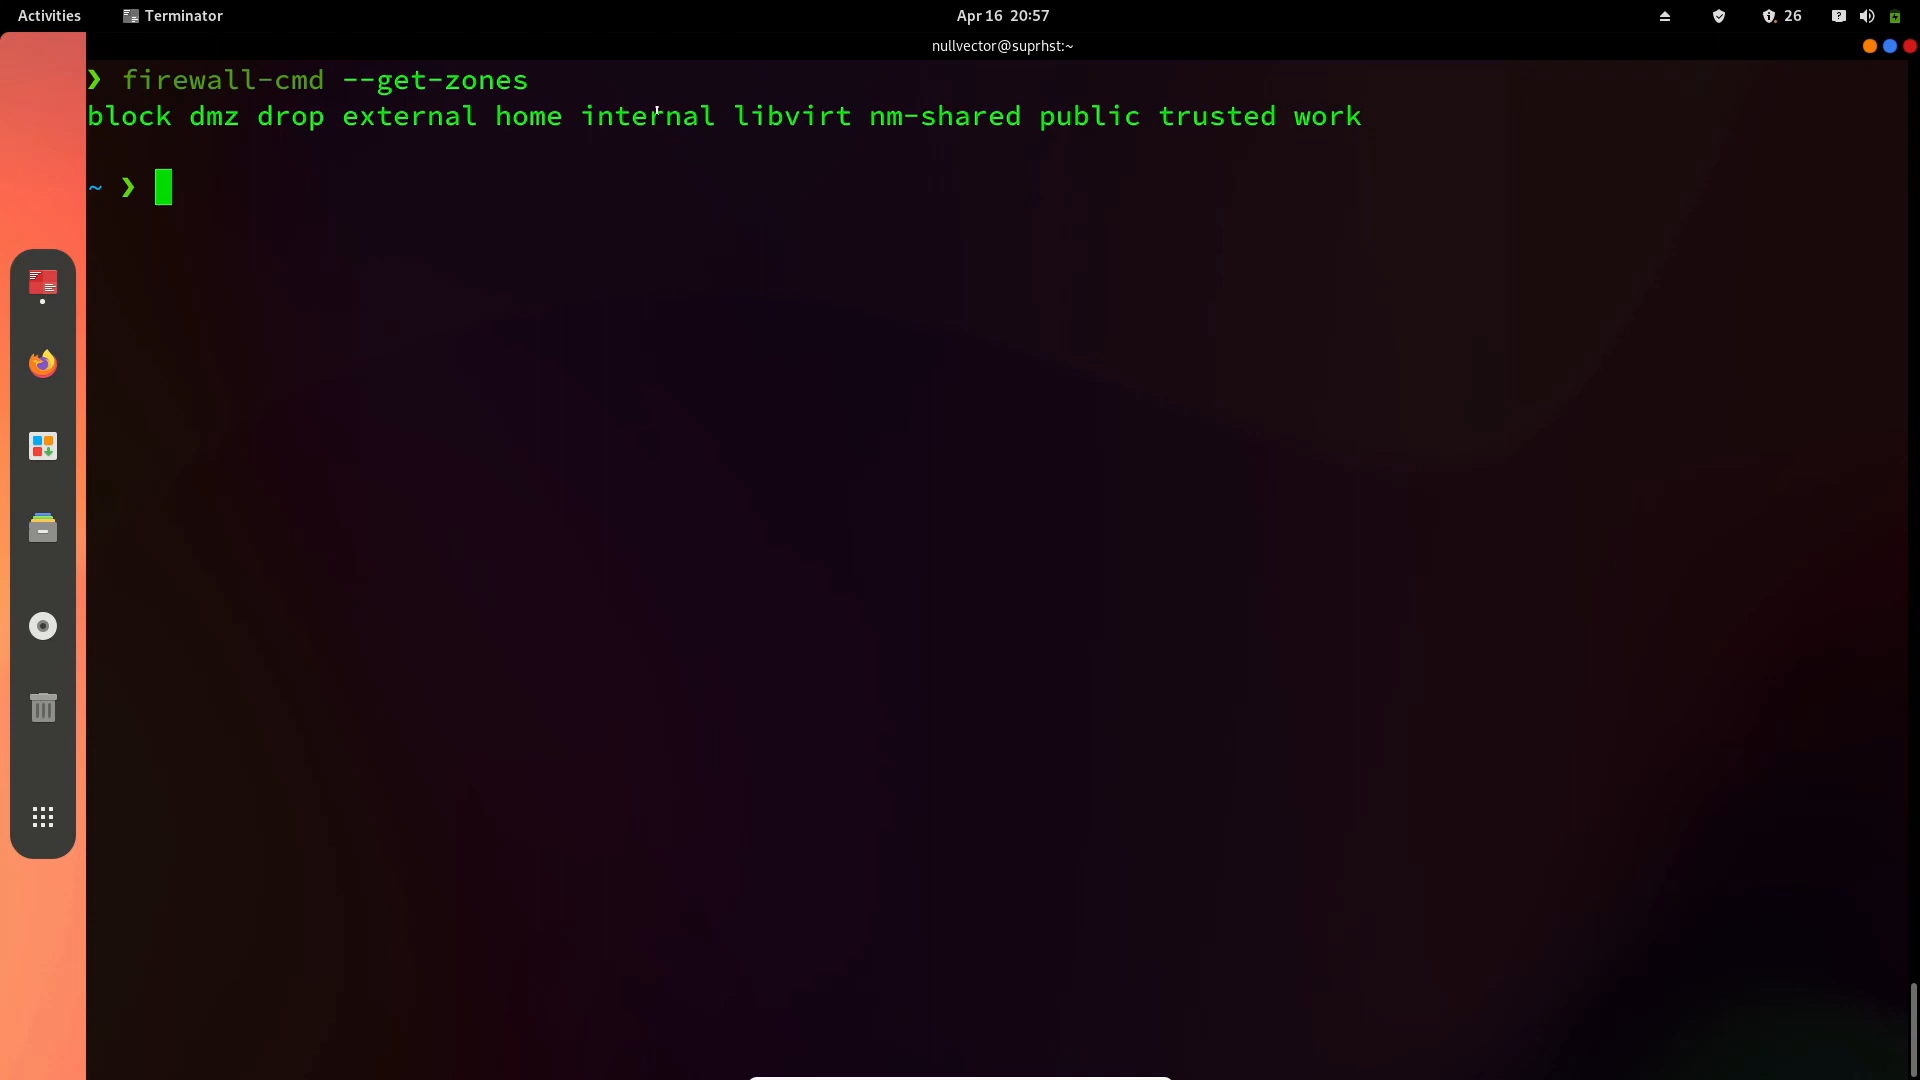 Activities Terminator Apr 16 20:57 26
nullvector@suprhst:~
❯ firewall-cmd --get-zones
block dmz drop external home internal libvirt nm-shared public trusted work
~ ❯